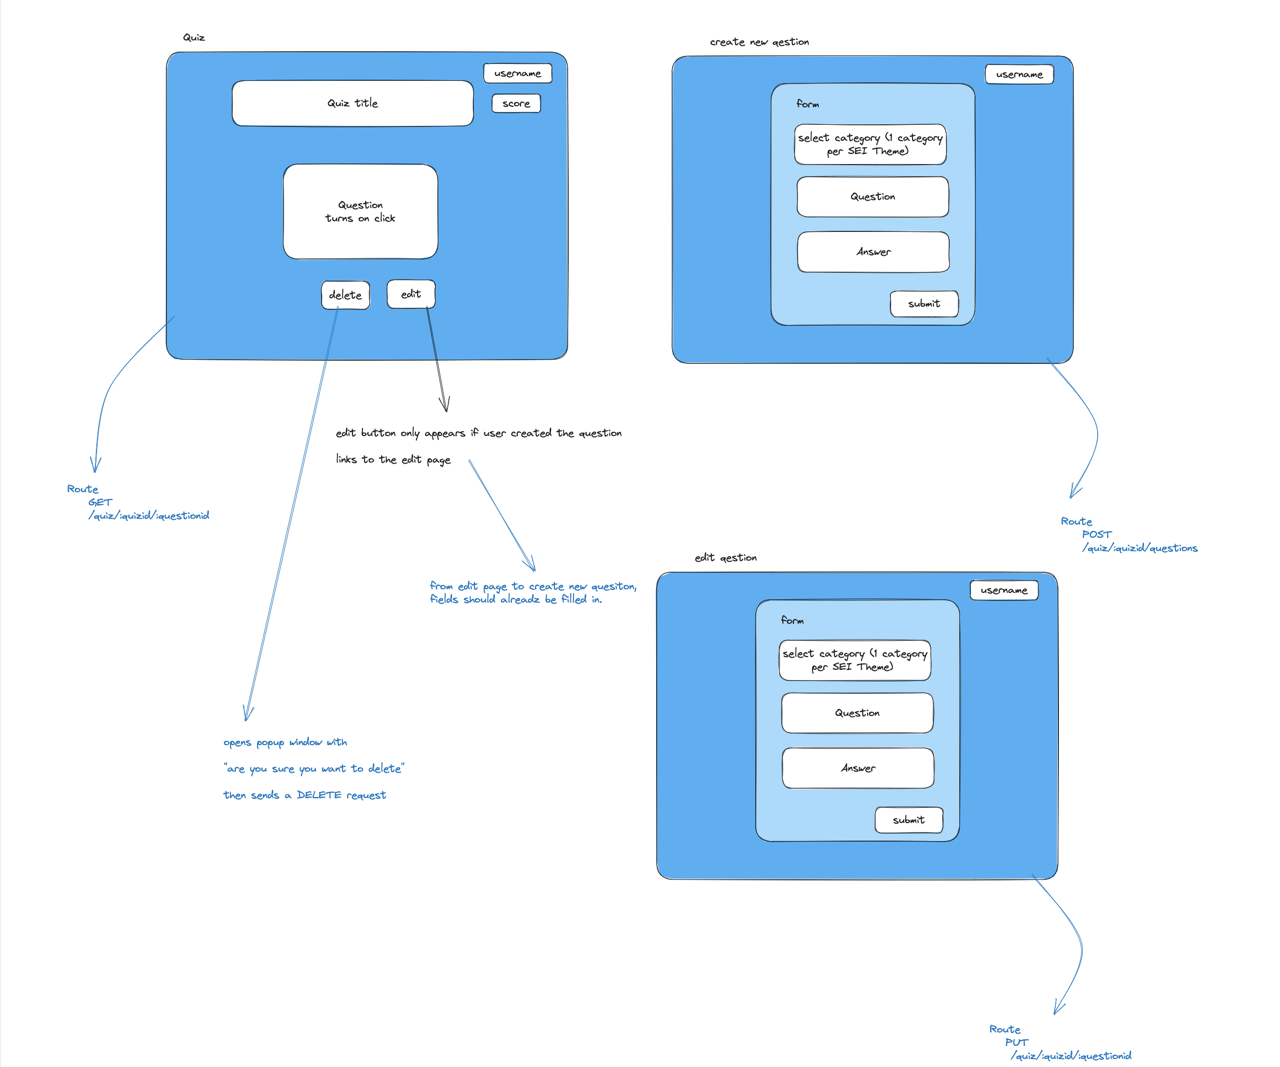 Quiz
username
Quiz title
score
Question
turns on click
delete
edit
create new qestion
username
form
select category (1 category
per SEI Theme)
Question
Answer
submit
edit button only appears if user created the question
links to the edit page
Route
GET
/quiz/:quizid/:questionid
Route
POST
/quiz/:quizid/questions
from edit page to create new quesiton,
fields should alreadz be filled in.
edit qestion
username
form
select category (1 category
per SEI Theme)
Question
Answer
submit
opens popup window with
"are you sure you want to delete"
then sends a DELETE request
Route
PUT
/quiz/:quizid/:questionid